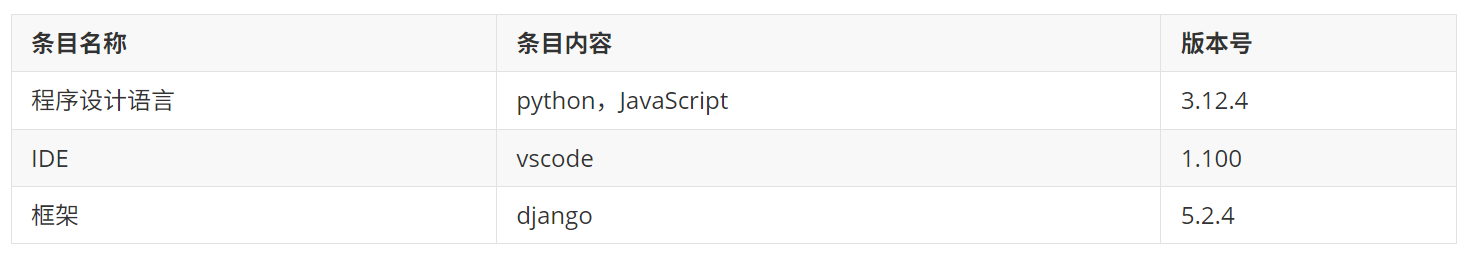 条目名称 条目内容 版本号
程序设计语言 python，JavaScript 3.12.4
IDE vscode 1.100
框架 django 5.2.4